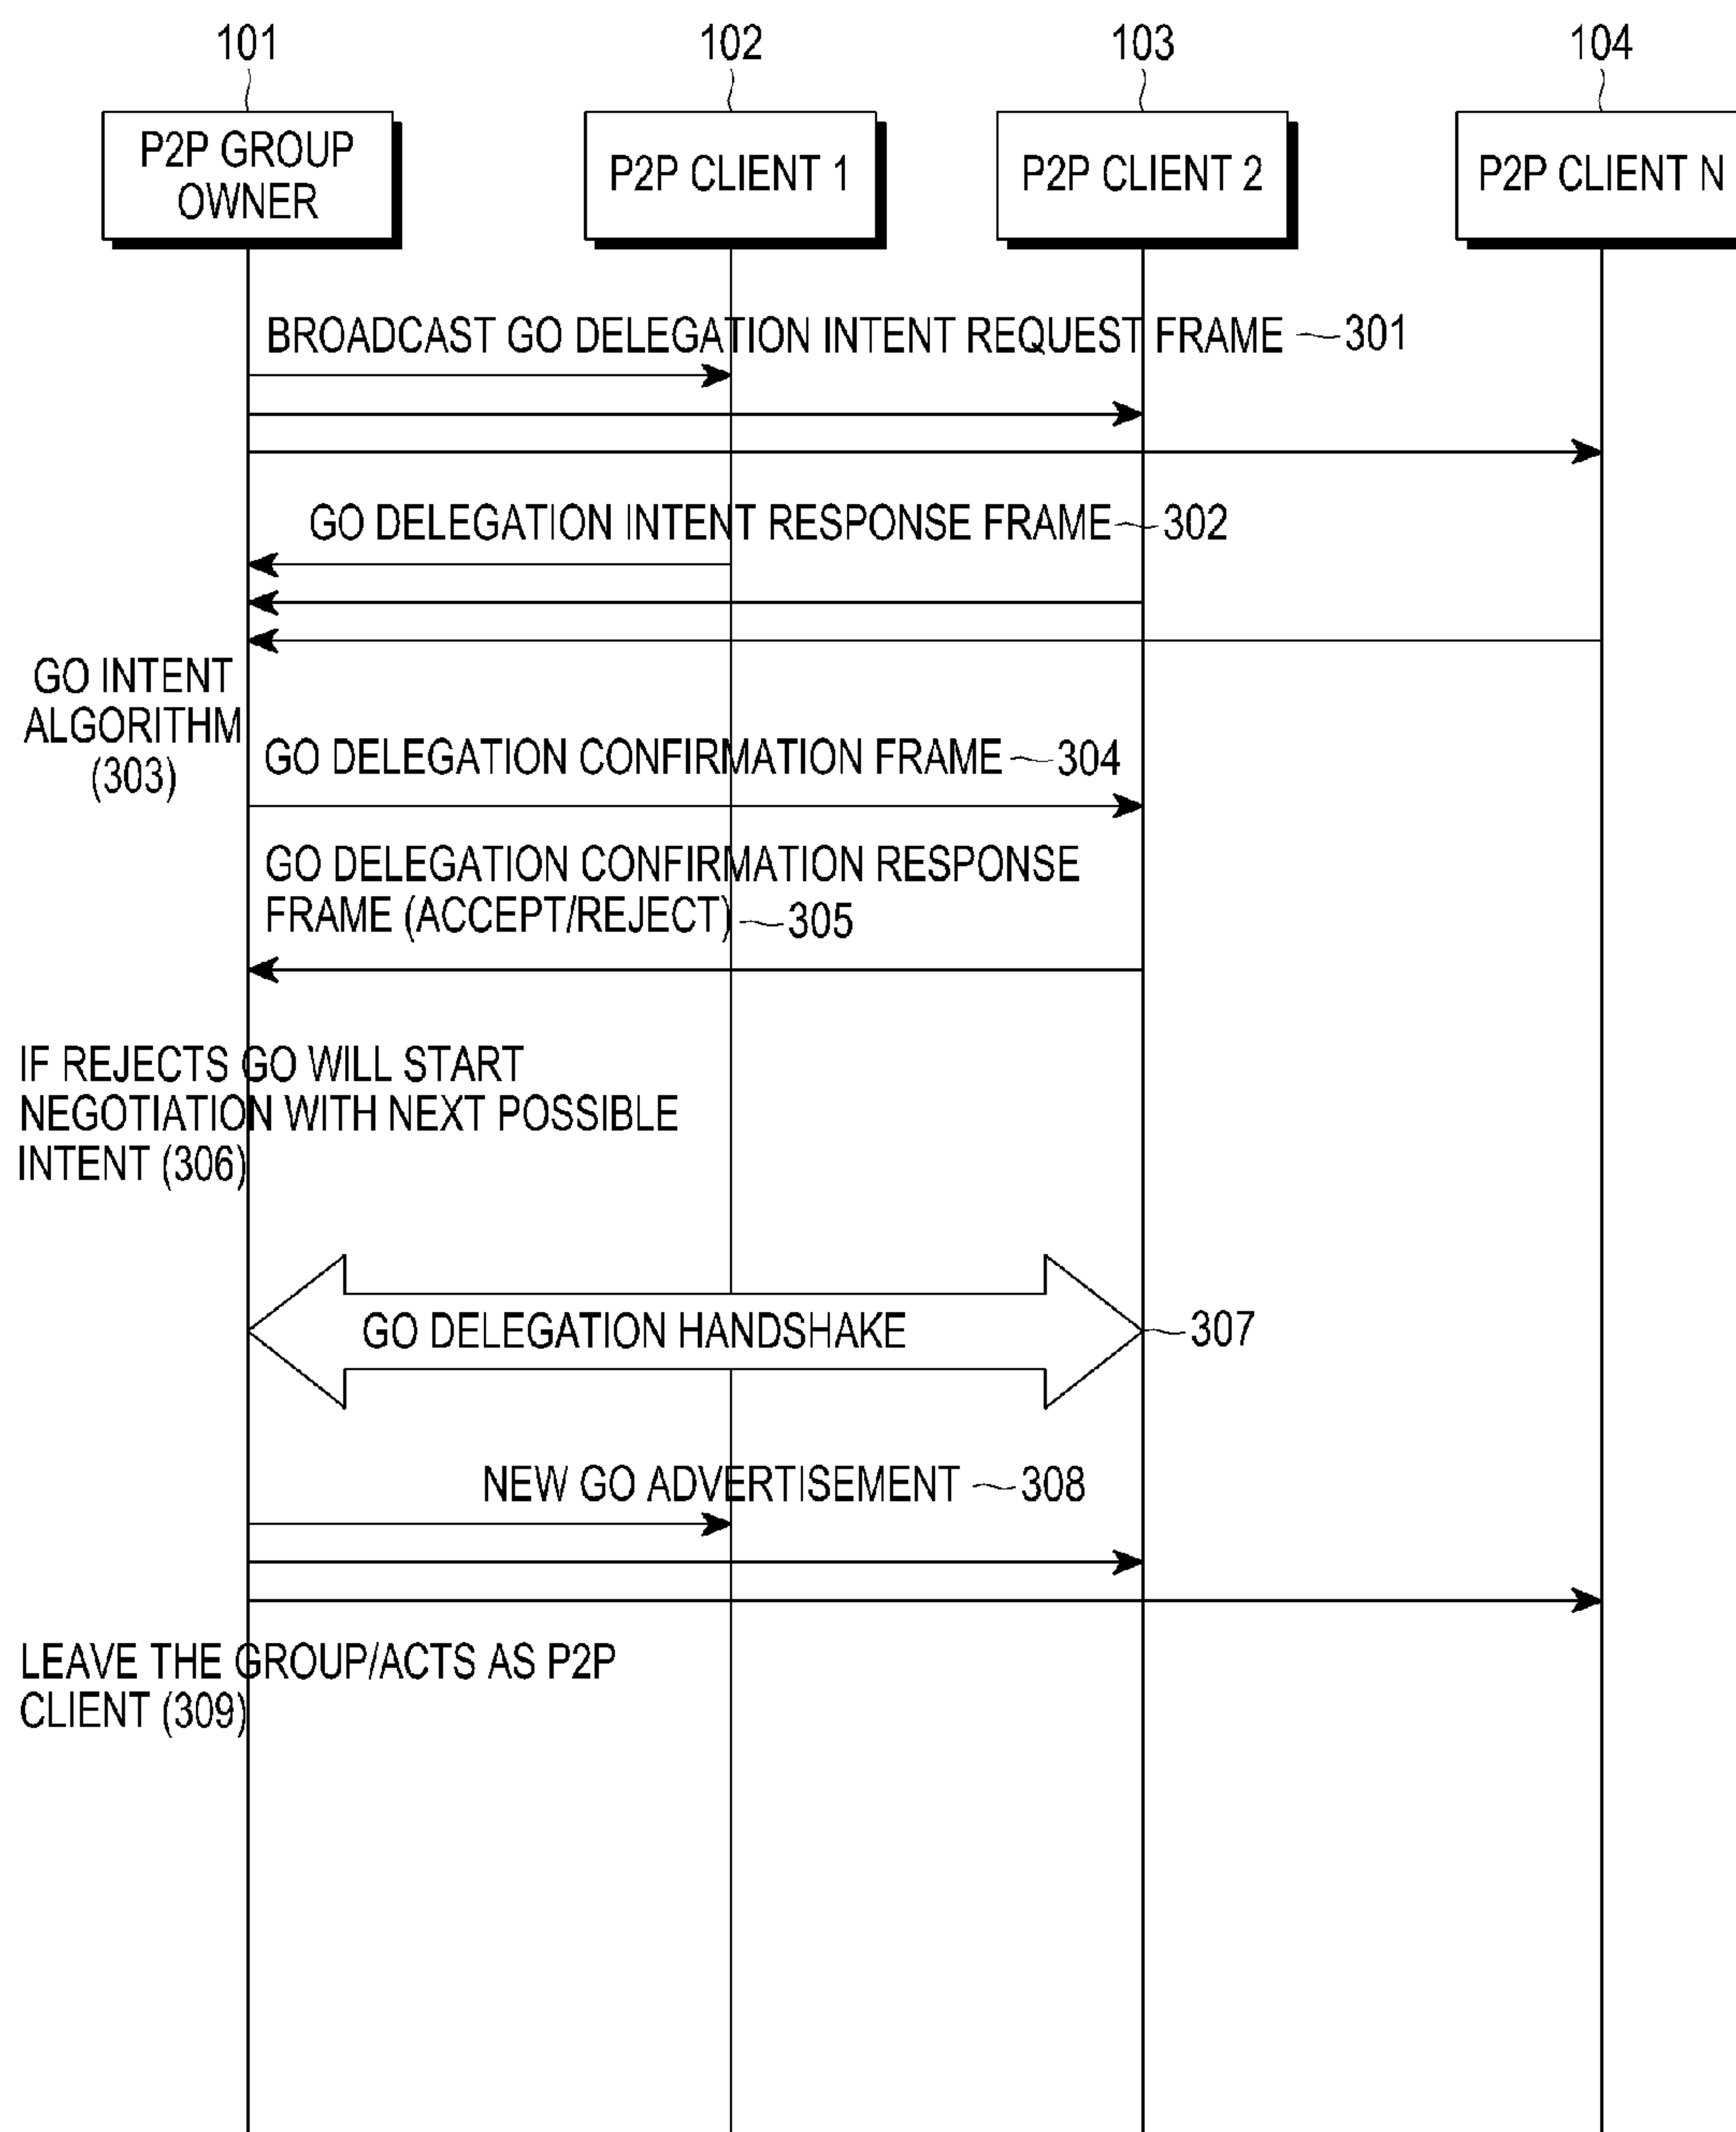 101
102
103
104
P2P GROUP
OWNER
P2P CLIENT 1
P2P CLIENT 2
P2P CLIENT N
BROADCAST GO DELEGATION INTENT REQUEST FRAME 301
GO DELEGATION INTENT RESPONSE FRAME 302
GO INTENT
ALGORITHM
(303)
GO DELEGATION CONFIRMATION FRAME 304
GO DELEGATION CONFIRMATION RESPONSE
FRAME (ACCEPT/REJECT) 305
IF REJECTS GO WILL START
NEGOTIATION WITH NEXT POSSIBLE
INTENT (306)
GO DELEGATION HANDSHAKE 307
NEW GO ADVERTISEMENT 308
LEAVE THE GROUP/ACTS AS P2P
CLIENT (309)